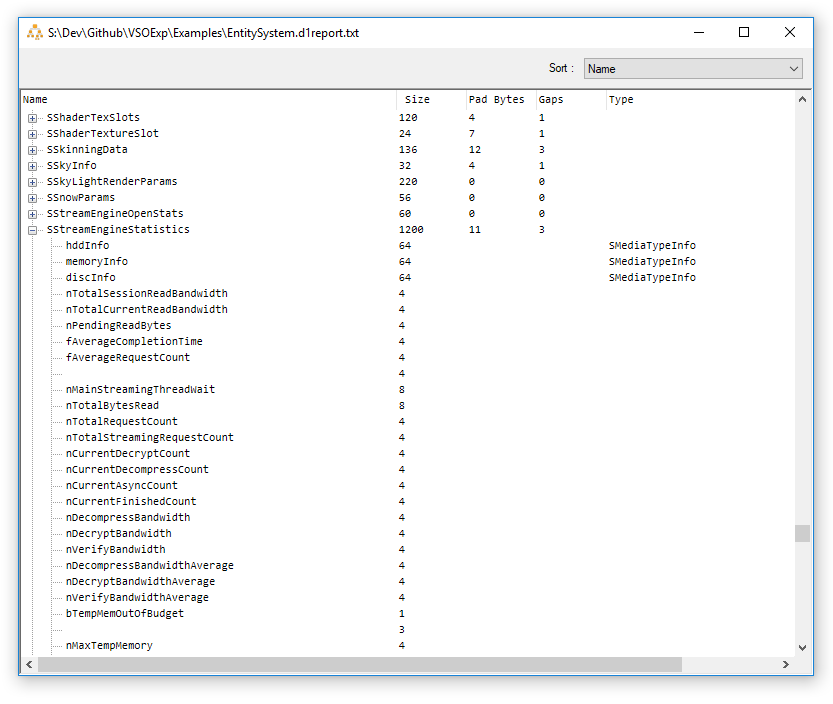 S:\Dev\Github\VSOExp\Examples\EntitySystem.d1report.txt
Sort : Name
Name Size Pad Bytes Gaps Type
SShaderTexSlots 120 4 1
SShaderTextureSlot 24 7 1
SSkinningData 136 12 3
SSkyInfo 32 4 1
SSkyLightRenderParams 220 0 0
SSnowParams 56 0 0
SStreamEngineOpenStats 60 0 0
SStreamEngineStatistics 1200 11 3
hddInfo 64 SMediaTypeInfo
memoryInfo 64 SMediaTypeInfo
discInfo 64 SMediaTypeInfo
nTotalSessionReadBandwidth 4
nTotalCurrentReadBandwidth 4
nPendingReadBytes 4
fAverageCompletionTime 4
fAverageRequestCount 4
4
nMainStreamingThreadWait 8
nTotalBytesRead 8
nTotalRequestCount 4
nTotalStreamingRequestCount 4
nCurrentDecryptCount 4
nCurrentDecompressCount 4
nCurrentAsyncCount 4
nCurrentFinishedCount 4
nDecompressBandwidth 4
nDecryptBandwidth 4
nVerifyBandwidth 4
nDecompressBandwidthAverage 4
nDecryptBandwidthAverage 4
nVerifyBandwidthAverage 4
bTempMemOutOfBudget 1
3
nMaxTempMemory 4